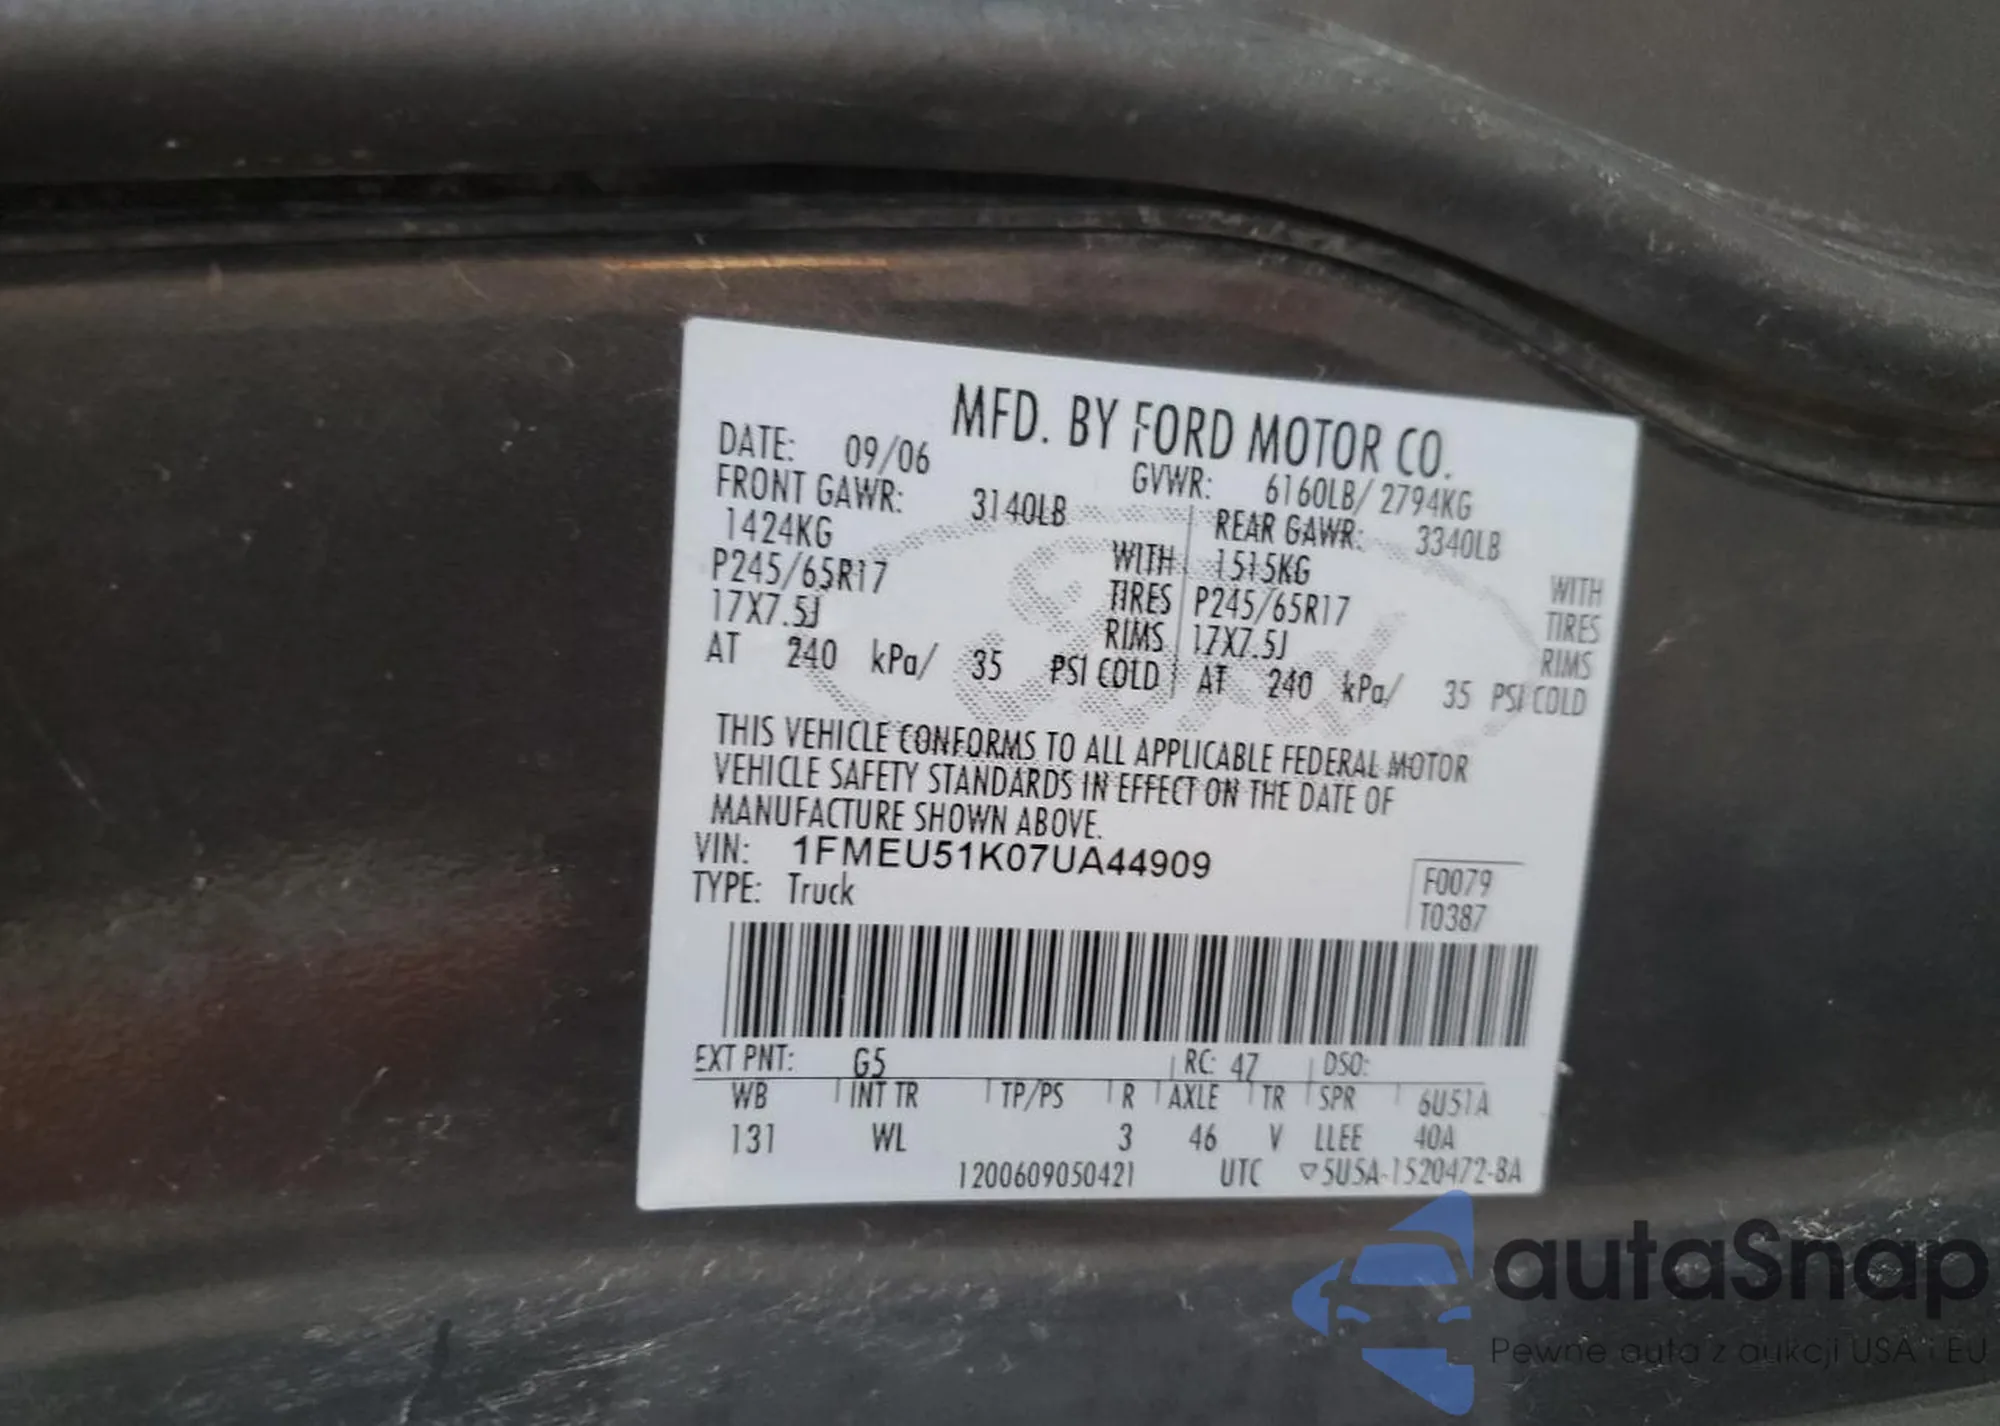 MFD. BY FORD MOTOR CO.
DATE: 09/06 GVWR: 6160LB/ 2794KG
FRONT GAWR: 3140LB REAR GAWR: 3340LB
1424KG WITH 1515KG WITH
P245/65R17 TIRES P245/65R17 TIRES
17X7.5J RIMS 17X7.5J RIMS
AT 240 kPa/ 35 PSI COLD AT 240 kPa/ 35 PSI COLD
Ford
THIS VEHICLE CONFORMS TO ALL APPLICABLE FEDERAL MOTOR
VEHICLE SAFETY STANDARDS IN EFFECT ON THE DATE OF
MANUFACTURE SHOWN ABOVE.
VIN: 1FMEU51K07UA44909
TYPE: Truck
F0079
T0387
EXT PNT: G5 RC: 47 DSO:
WB INT TR TP/PS R AXLE TR SPR 6U51A
131 WL 3 46 V LLEE 40A
1200609050421 UTC ▽5U5A-1520472-BA
autaSnap
Pewne auta z aukcji USA i EU